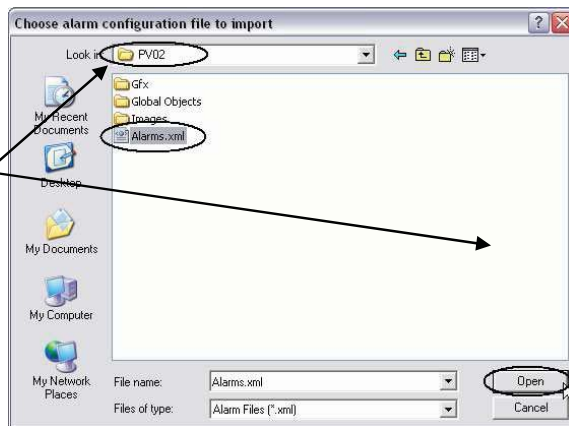 Choose alarm configuration file to import
Look in:
PV02
My Recent
Documents
Desktop
My Documents
My Computer
My Network
Places
Gfx
Global Objects
Images
Alarms.xml
File name:
Alarms.xml
Open
Files of type:
Alarm Files (*.xml)
Cancel